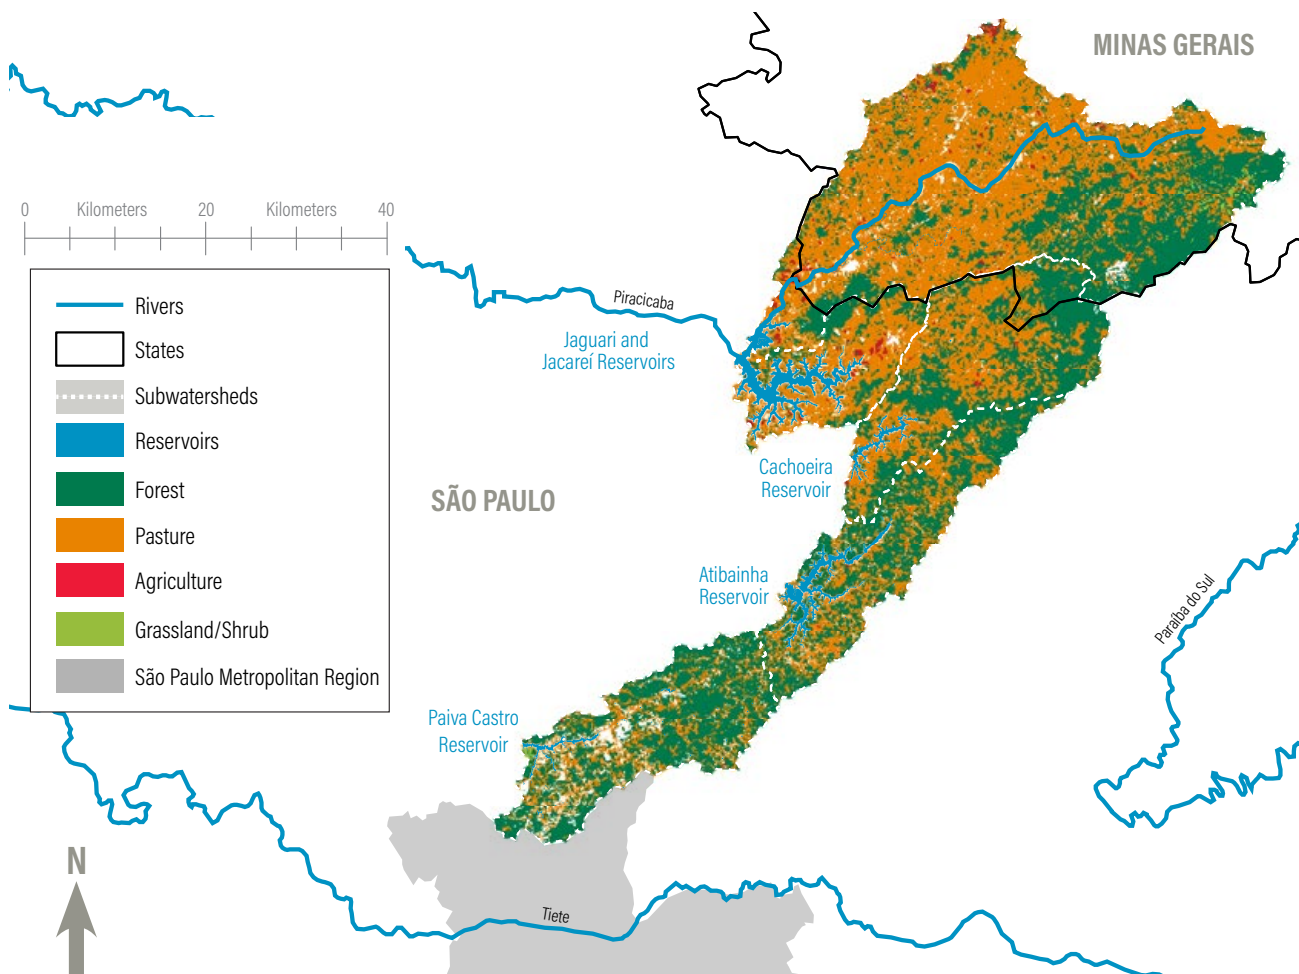 MINAS GERAIS
0 Kilometers 20 Kilometers 40
Rivers
States
Subwatersheds
Reservoirs
Forest
Pasture
Agriculture
Grassland/Shrub
São Paulo Metropolitan Region
Piracicaba
Jaguari and
Jacareí Reservoirs
Cachoeira
Reservoir
SÃO PAULO
Atibainha
Reservoir
Paraíba do Sul
Paiva Castro
Reservoir
N
Tiete